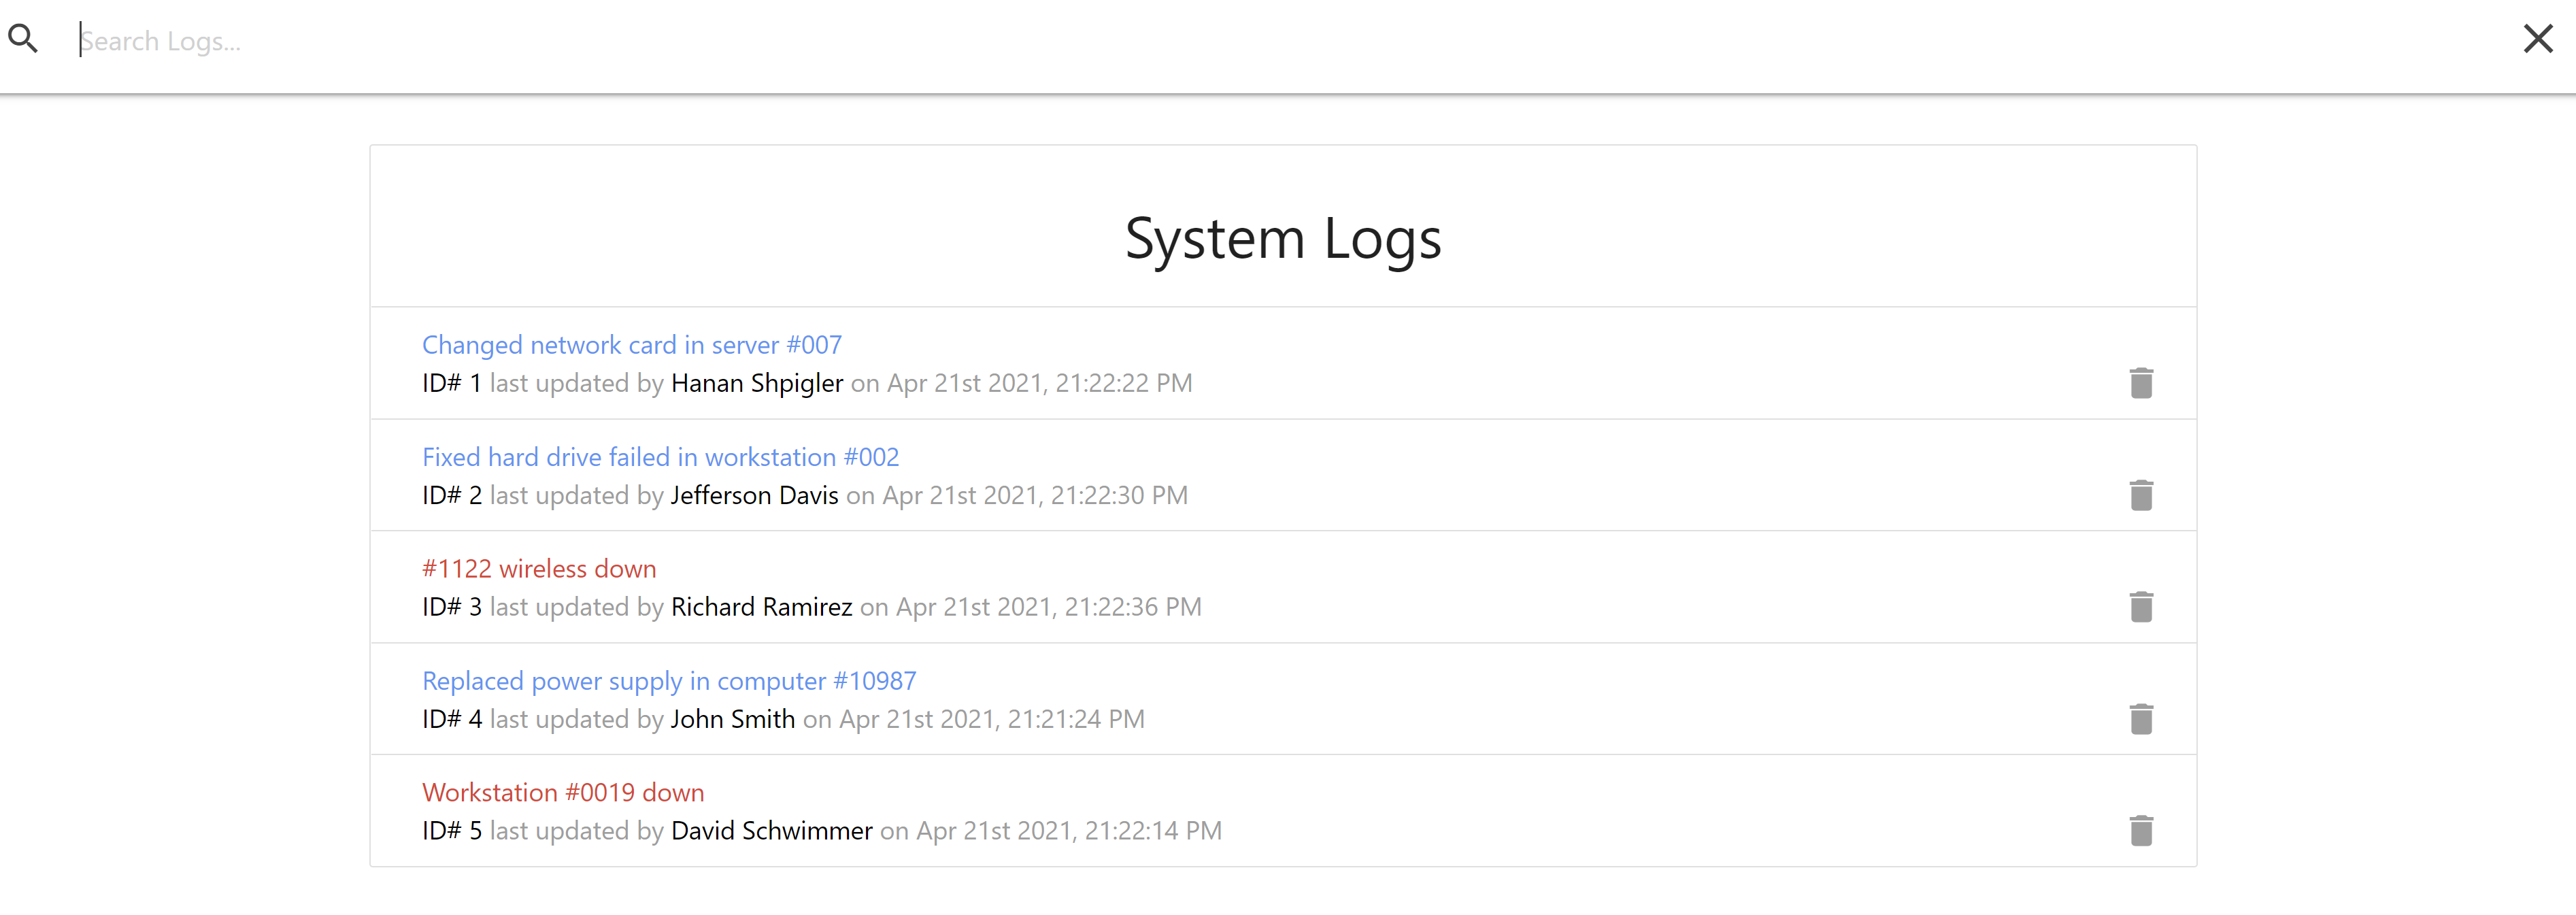 Search Logs...
System Logs
Changed network card in server #007
ID# 1 last updated by Hanan Shpigler on Apr 21st 2021, 21:22:22 PM
Fixed hard drive failed in workstation #002
ID# 2 last updated by Jefferson Davis on Apr 21st 2021, 21:22:30 PM
#1122 wireless down
ID# 3 last updated by Richard Ramirez on Apr 21st 2021, 21:22:36 PM
Replaced power supply in computer #10987
ID# 4 last updated by John Smith on Apr 21st 2021, 21:21:24 PM
Workstation #0019 down
ID# 5 last updated by David Schwimmer on Apr 21st 2021, 21:22:14 PM